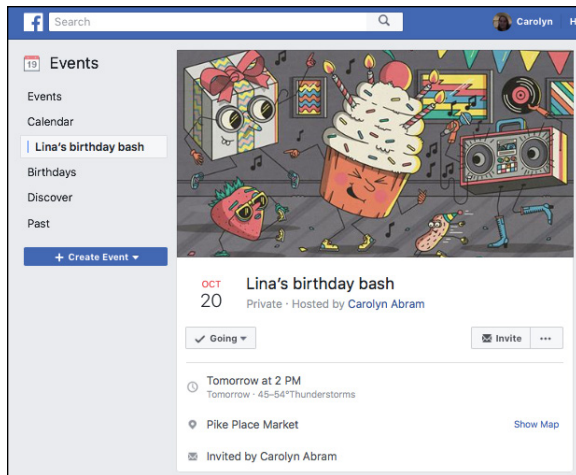 f
Search
Carolyn
H
19
Events
Events
Calendar
Lina's birthday bash
Birthdays
Discover
Past
+ Create Event
OCT
20
Lina's birthday bash
Private · Hosted by Carolyn Abram
Going
Invite
Tomorrow at 2 PM
Tomorrow · 45–54°Thunderstorms
Pike Place Market
Show Map
Invited by Carolyn Abram